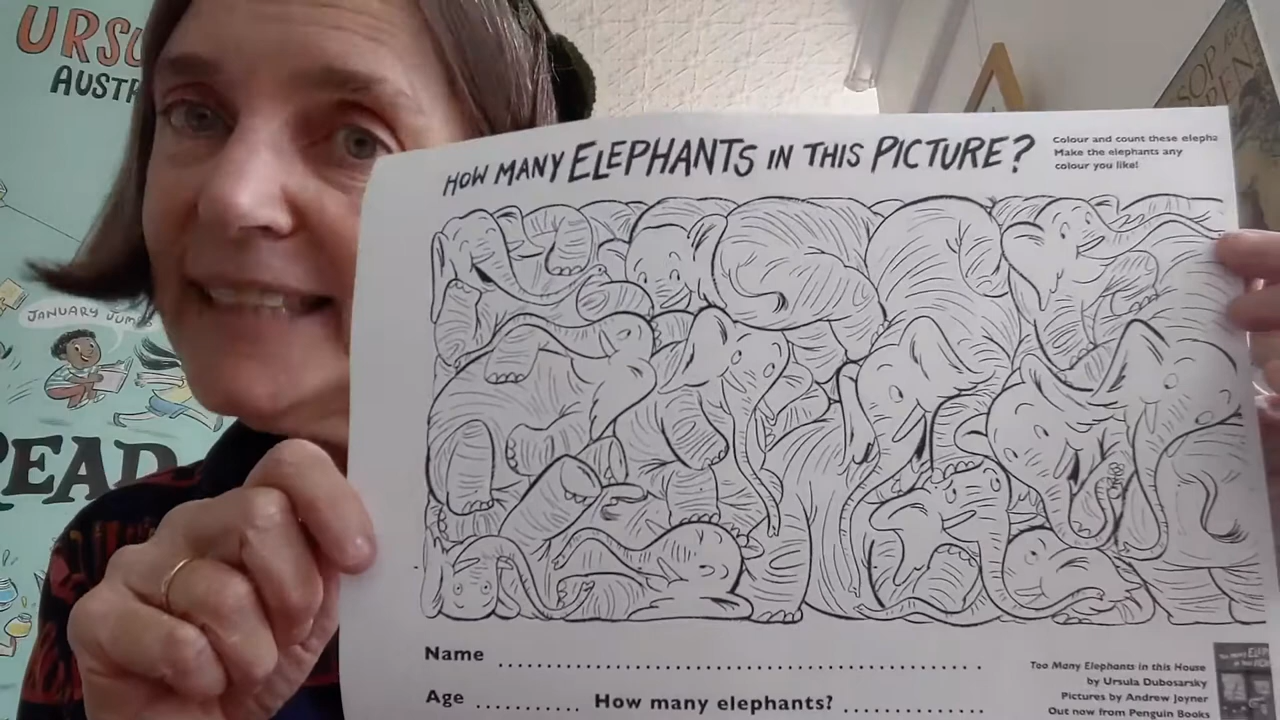 URSU
AUSTR
JANUARY JUM
READ
HOW MANY ELEPHANTS IN THIS PICTURE?
Colour and count these elepha
Make the elephants any
colour you like!
Name
Age .......... How many elephants? ..............
Too Many Elephants in this House
by Ursula Dubosarsky
Pictures by Andrew Joyner
Out now from Penguin Books